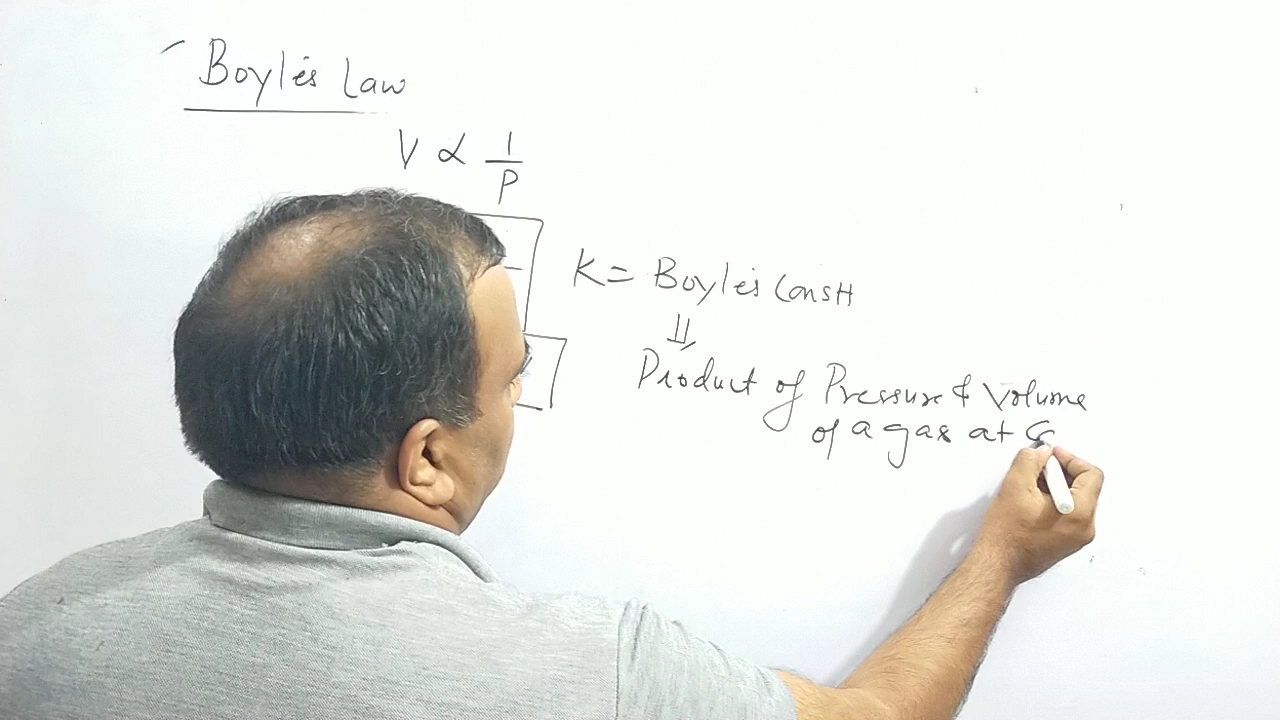 Boyle's Law
V ∝ 1/P
K = Boyle's Constt
⇓
Product of Pressure & Volume
of a gas at